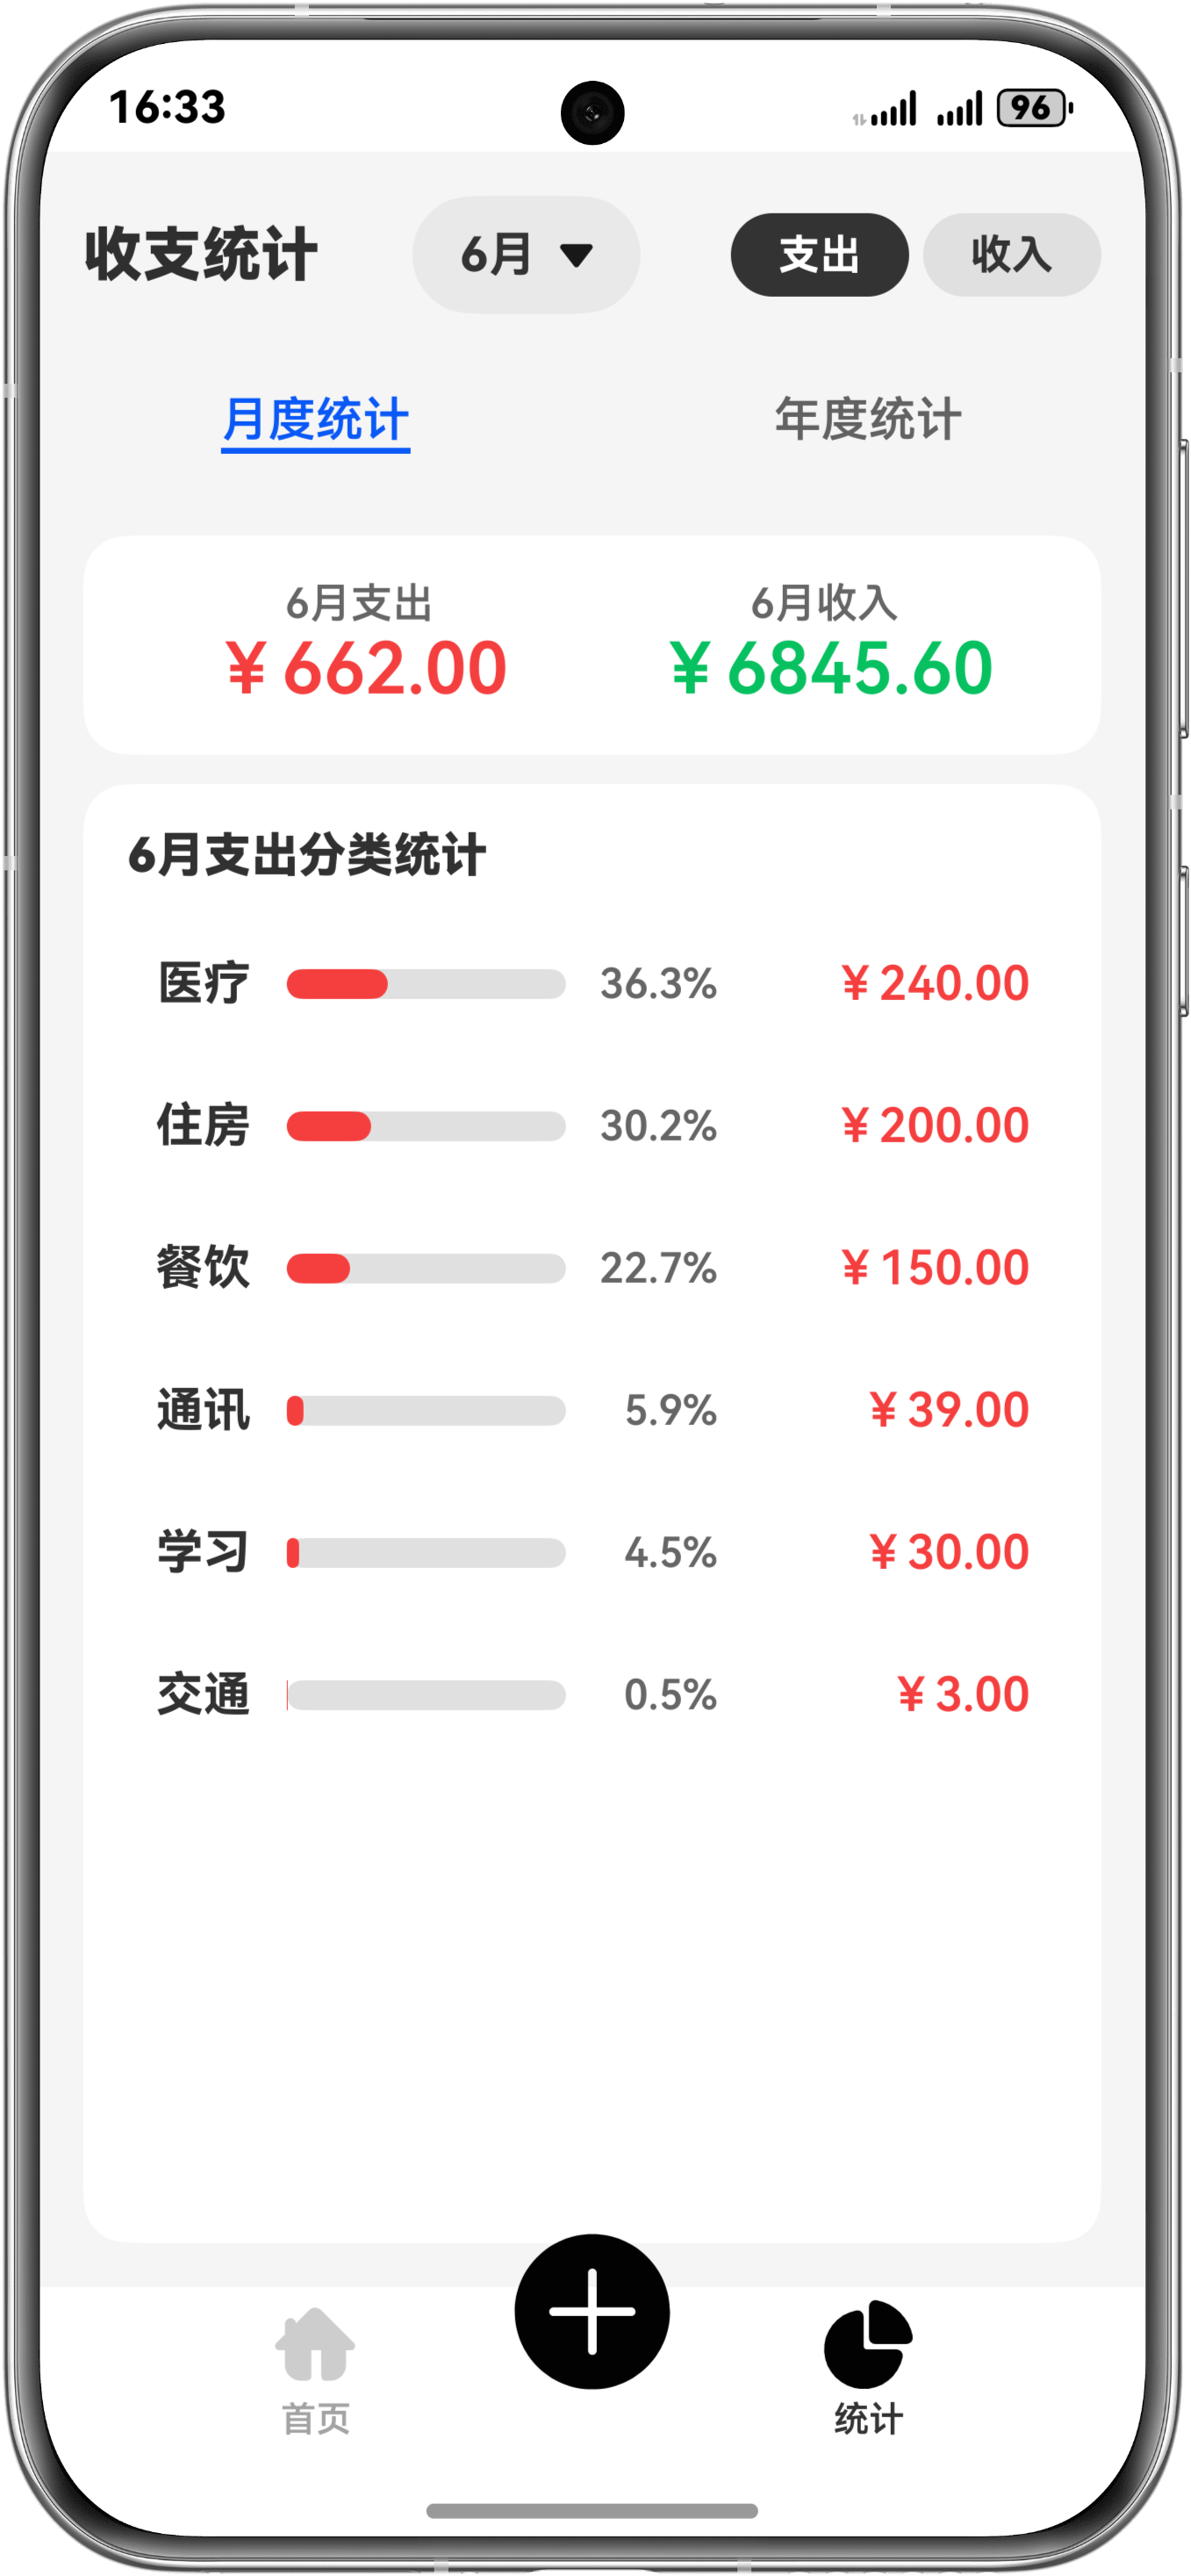 16:33 96
收支统计 6月 支出 收入
月度统计 年度统计
6月支出 6月收入
￥662.00 ￥6845.60
6月支出分类统计
医疗 36.3% ￥240.00
住房 30.2% ￥200.00
餐饮 22.7% ￥150.00
通讯 5.9% ￥39.00
学习 4.5% ￥30.00
交通 0.5% ￥3.00
首页 统计